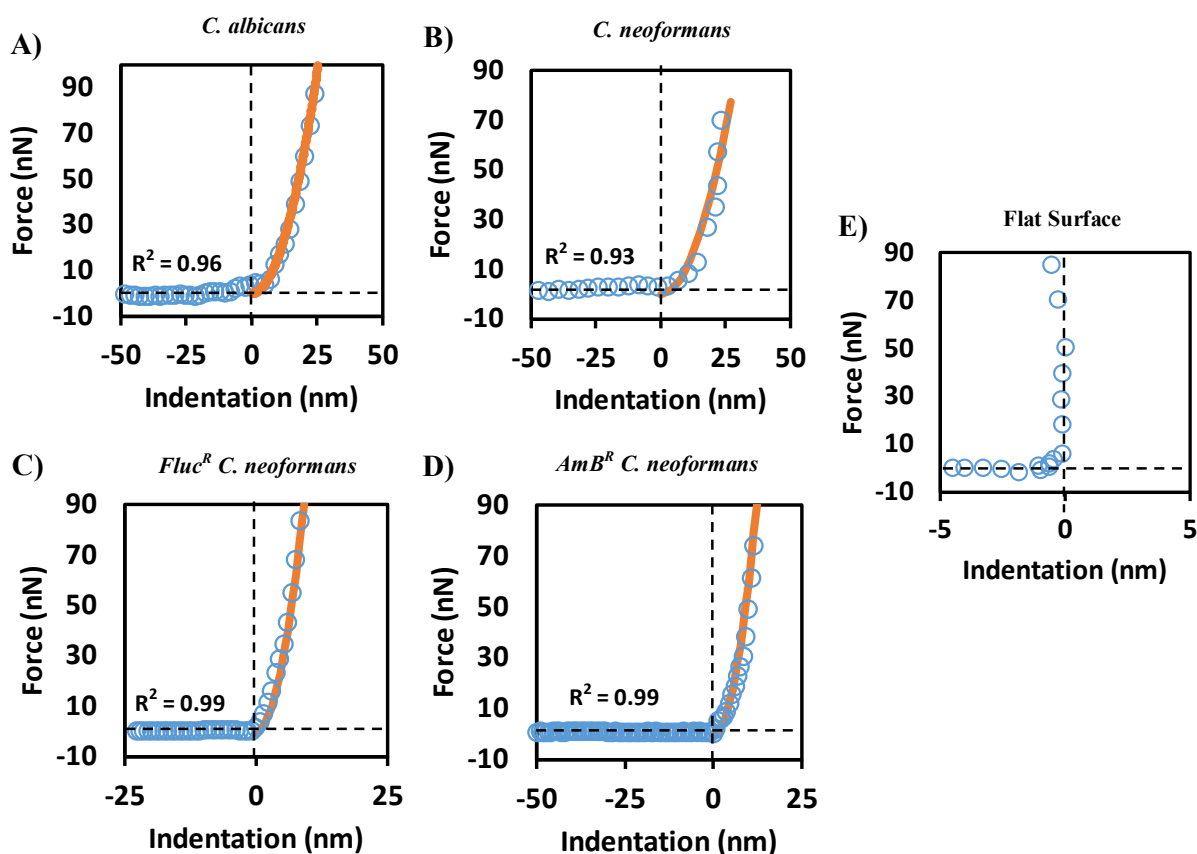 A)
C. albicans
Force (nN)
90
70
50
30
10
-10
R² = 0.96
-50 -25 0 25 50
Indentation (nm)
B)
C. neoformans
Force (nN)
90
70
50
30
10
-10
R² = 0.93
-50 -25 0 25 50
Indentation (nm)
C)
Fluc^R C. neoformans
Force (nN)
90
70
50
30
10
-10
R² = 0.99
-25 0 25
Indentation (nm)
D)
AmB^R C. neoformans
Force (nN)
90
70
50
30
10
-10
R² = 0.99
-50 -25 0 25
Indentation (nm)
E)
Flat Surface
Force (nN)
90
70
50
30
10
-10
-5 0 5
Indentation (nm)